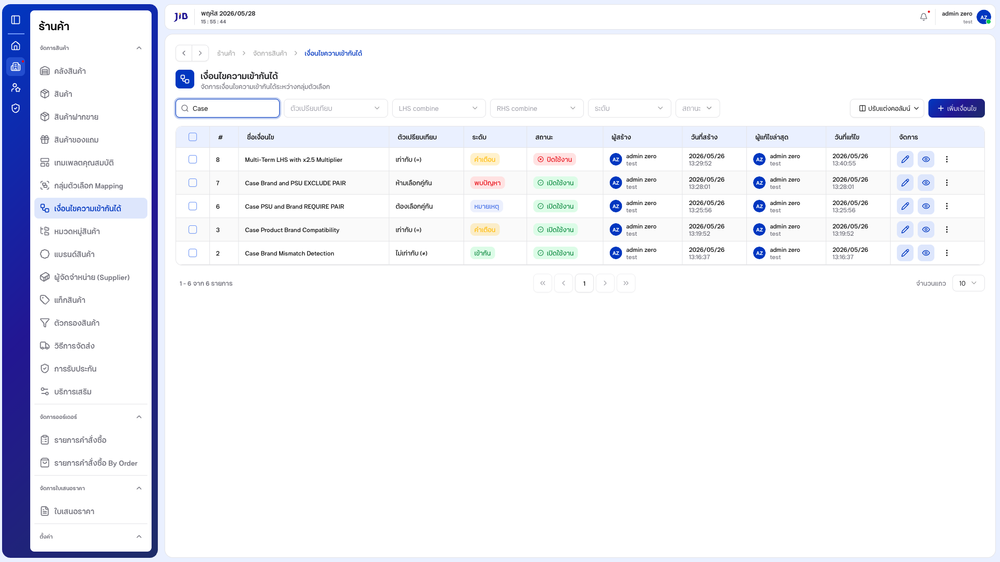 ร้านค้า
จัดการสินค้า
คลังสินค้า
สินค้า
สินค้าฝากขาย
สินค้าของแถม
เทมเพลตคุณสมบัติ
กลุ่มตัวเลือก Mapping
เงื่อนไขความเข้ากันได้
หมวดหมู่สินค้า
แบรนด์สินค้า
ผู้จัดจำหน่าย (Supplier)
แท็กสินค้า
ตัวกรองสินค้า
วิธีการจัดส่ง
การรับประกัน
บริการเสริม
จัดการออร์เดอร์
รายการคำสั่งซื้อ
รายการคำสั่งซื้อ By Order
จัดการใบเสนอราคา
ใบเสนอราคา
ตั้งค่า
JIB
พฤหัส 2026/05/28
15 : 55 : 44
admin zero
test
AZ
ร้านค้า
จัดการสินค้า
เงื่อนไขความเข้ากันได้
เงื่อนไขความเข้ากันได้
จัดการเงื่อนไขความเข้ากันได้ระหว่างกลุ่มตัวเลือก
Case ตัวเปรียบเทียบ LHS combine RHS combine ระดับ สถานะ ปรับแต่งคอลัมน์ เพิ่มเงื่อนไข
# ชื่อเงื่อนไข ตัวเปรียบเทียบ ระดับ สถานะ ผู้สร้าง วันที่สร้าง ผู้แก้ไขล่าสุด วันที่แก้ไข จัดการ
8 Multi-Term LHS with x2.5 Multiplier เท่ากับ (=) คำเตือน ปิดใช้งาน AZ admin zero 2026/05/26 AZ admin zero 2026/05/26
test 13:29:52 test 13:40:55
7 Case Brand and PSU EXCLUDE PAIR ห้ามเลือกคู่กัน พบปัญหา เปิดใช้งาน AZ admin zero 2026/05/26 AZ admin zero 2026/05/26
test 13:28:01 test 13:28:01
6 Case PSU and Brand REQUIRE PAIR ต้องเลือกคู่กัน หมายเหตุ เปิดใช้งาน AZ admin zero 2026/05/26 AZ admin zero 2026/05/26
test 13:25:56 test 13:25:56
3 Case Product Brand Compatibility เท่ากับ (=) คำเตือน เปิดใช้งาน AZ admin zero 2026/05/26 AZ admin zero 2026/05/26
test 13:19:52 test 13:19:52
2 Case Brand Mismatch Detection ไม่เท่ากับ (≠) เข้ากัน เปิดใช้งาน AZ admin zero 2026/05/26 AZ admin zero 2026/05/26
test 13:16:37 test 13:16:37
1 - 6 จาก 6 รายการ 1 จำนวนแถว 10